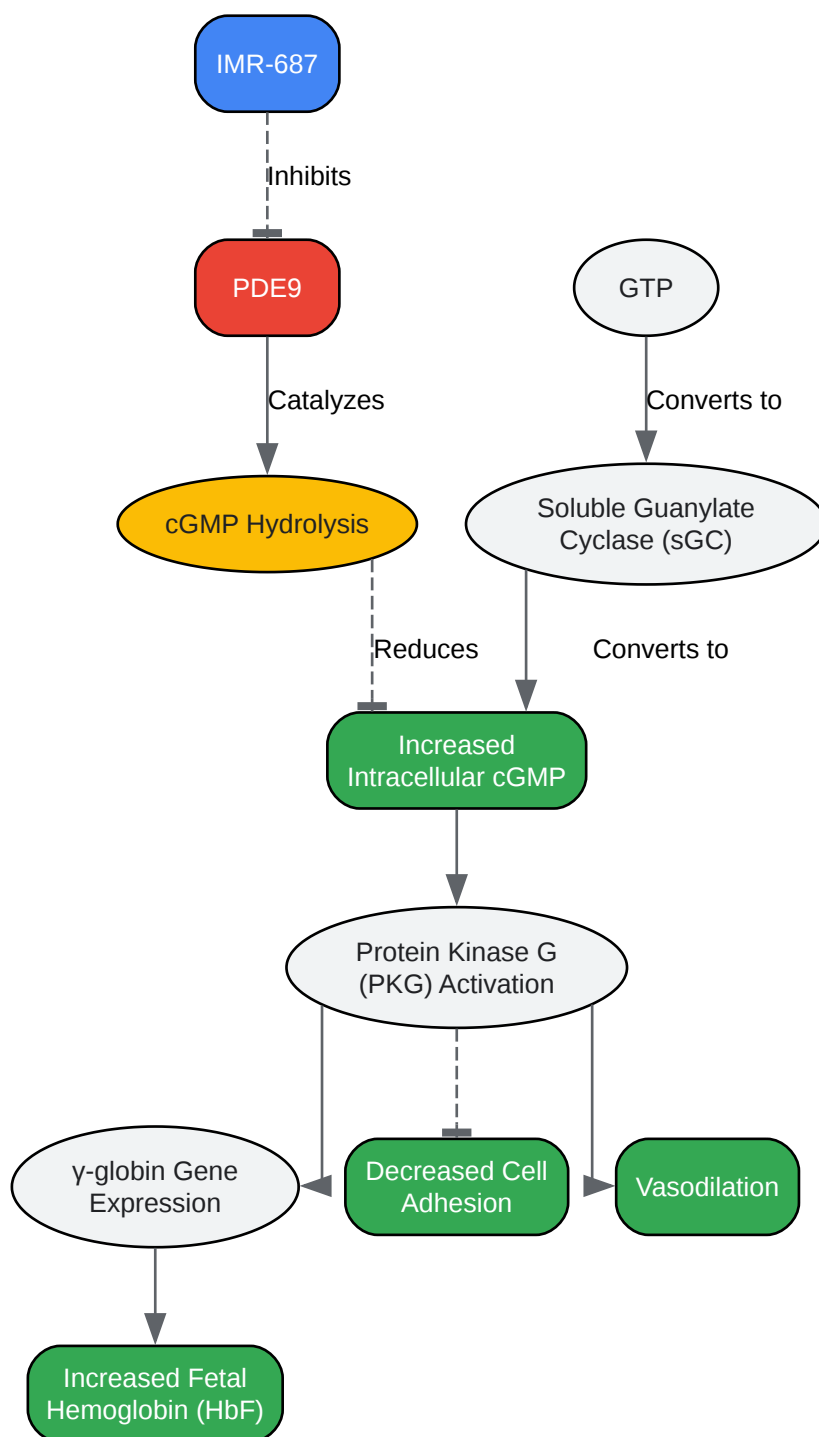 IMR-687
Inhibits
PDE9
GTP
Catalyzes
Converts to
cGMP Hydrolysis
Soluble Guanylate
Cyclase (sGC)
Reduces
Converts to
Increased
Intracellular cGMP
Protein Kinase G
(PKG) Activation
γ-globin Gene
Expression
Decreased Cell
Adhesion
Vasodilation
Increased Fetal
Hemoglobin (HbF)